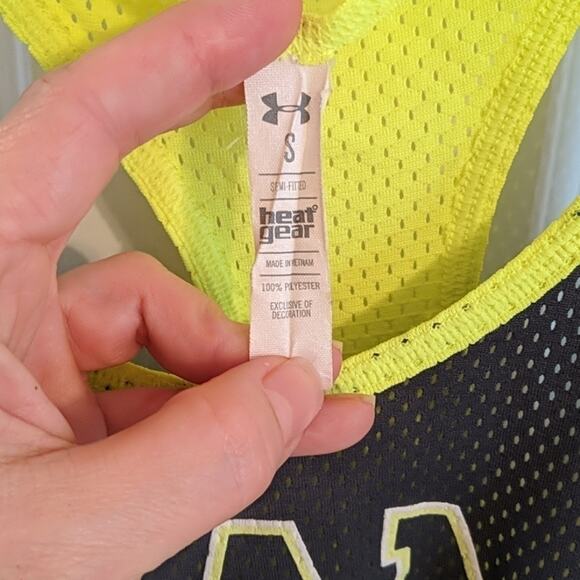 S
SEMI-FITTED
heat
gear
MADE IN VIETNAM
100% POLYESTER
EXCLUSIVE OF
DECORATION